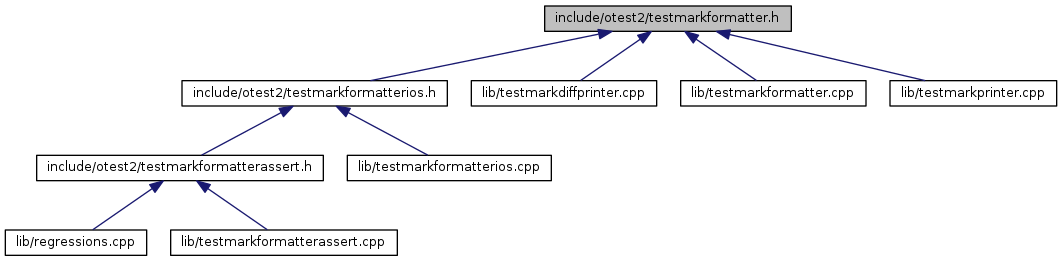 include/otest2/testmarkformatter.h
include/otest2/testmarkformatterios.h
lib/testmarkdiffprinter.cpp
lib/testmarkformatter.cpp
lib/testmarkprinter.cpp
include/otest2/testmarkformatterassert.h
lib/testmarkformatterios.cpp
lib/regressions.cpp
lib/testmarkformatterassert.cpp